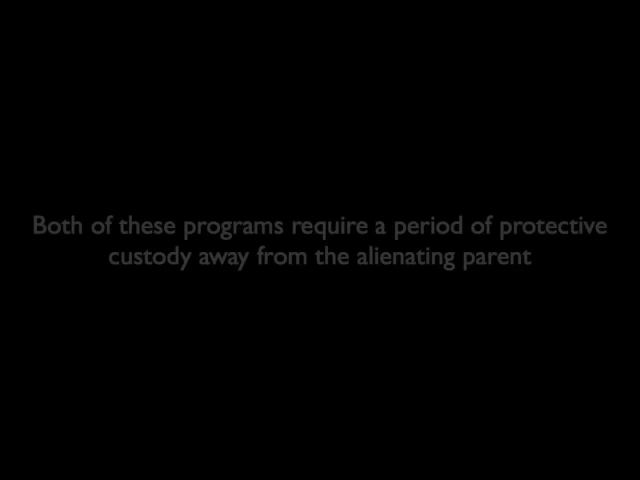 Both of these programs require a period of protective
custody away from the alienating parent